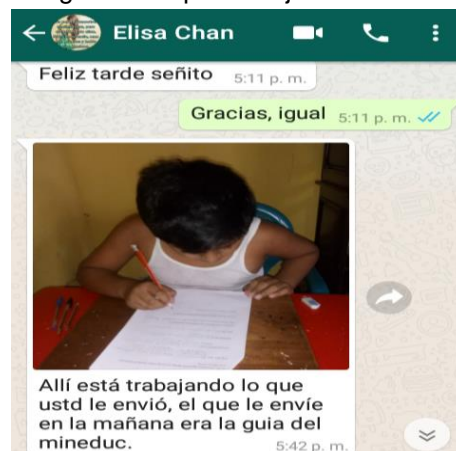 Elisa Chan
Feliz tarde señito 5:11 p. m.
Gracias, igual 5:11 p. m.
Allí está trabajando lo que
ustd le envió, el que le envíe
en la mañana era la guia del
mineduc. 5:42 p. m.